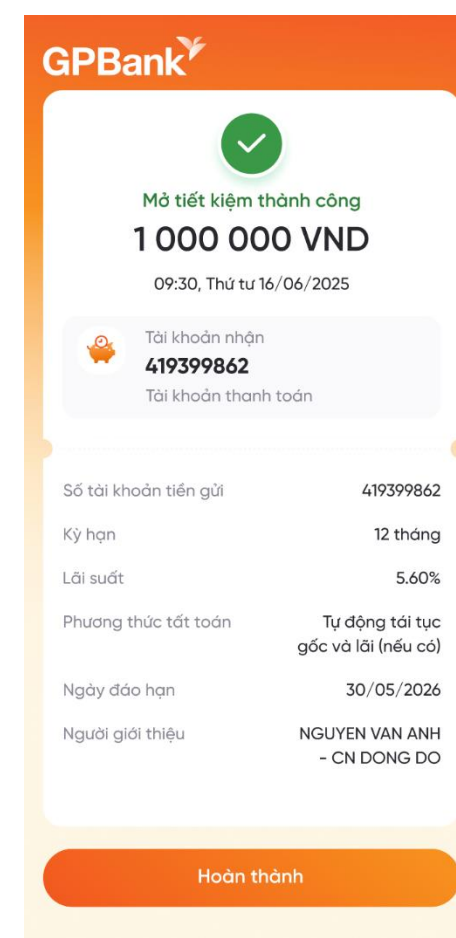 GPBank
Mở tiết kiệm thành công
1 000 000 VND
09:30, Thứ tư 16/06/2025
Tài khoản nhận
419399862
Tài khoản thanh toán
Số tài khoản tiền gửi 419399862
Kỳ hạn 12 tháng
Lãi suất 5.60%
Phương thức tất toán Tự động tái tục
gốc và lãi (nếu có)
Ngày đáo hạn 30/05/2026
Người giới thiệu NGUYEN VAN ANH
- CN DONG DO
Hoàn thành